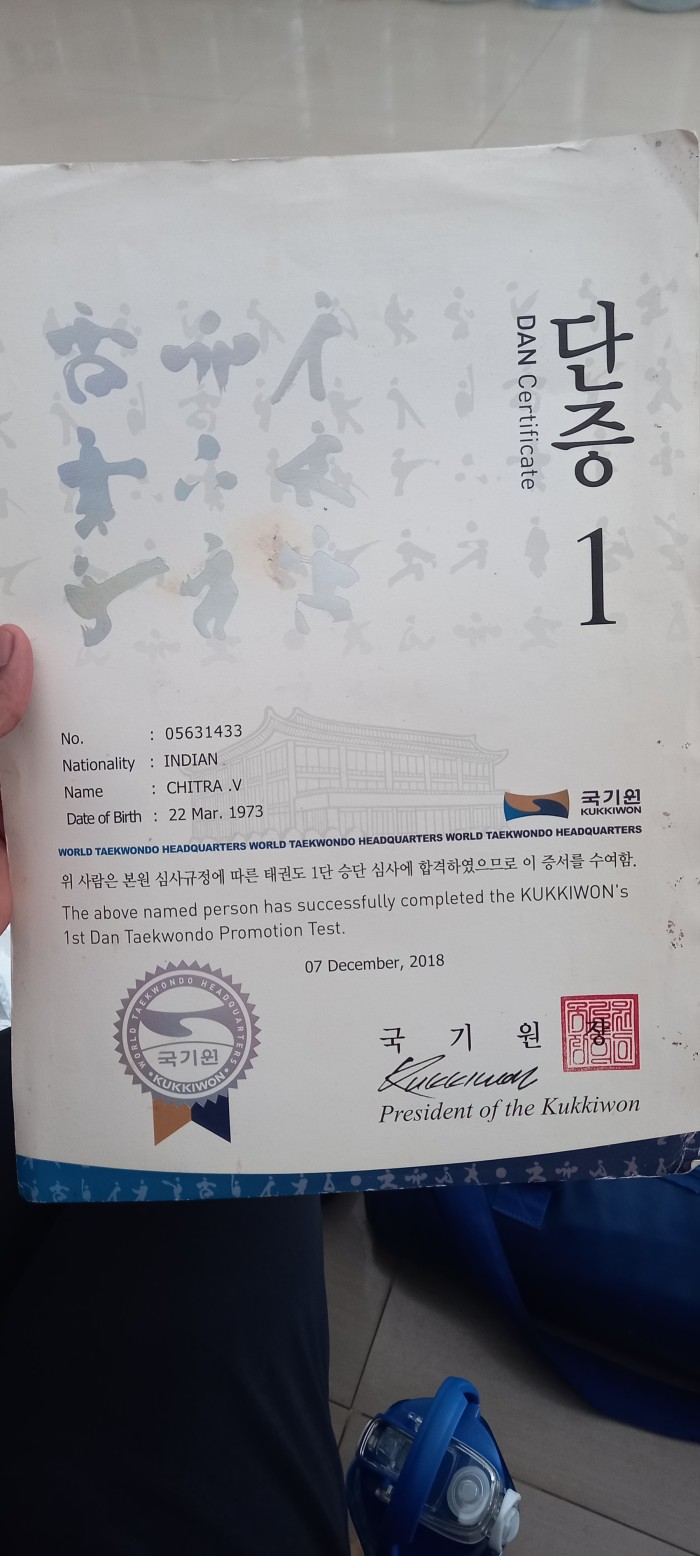 단증 1
DAN Certificate
No. : 05631433
Nationality : INDIAN
Name : CHITRA .V
Date of Birth : 22 Mar. 1973
국기원
KUKKIWON
WORLD TAEKWONDO HEADQUARTERS WORLD TAEKWONDO HEADQUARTERS WORLD TAEKWONDO HEADQUARTERS
위 사람은 본원 심사규정에 따른 태권도 1단 승단 심사에 합격하였으므로 이 증서를 수여함.
The above named person has successfully completed the KUKKIWON's
1st Dan Taekwondo Promotion Test.
07 December, 2018
WORLD TAEKWONDO HEADQUARTERS
국기원
• KUKKIWON •
국 기 원 장
Kukkiwon
President of the Kukkiwon